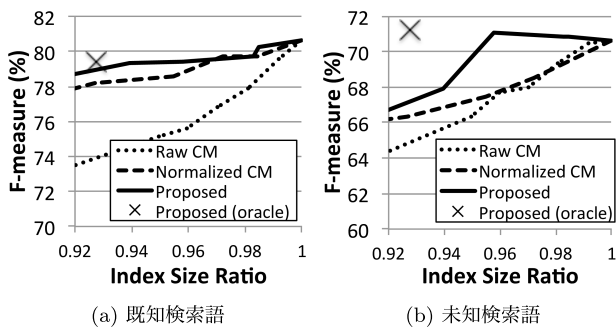 F-measure (%)
82
80
78
76
74
72
70
Raw CM
Normalized CM
Proposed
Proposed (oracle)
0.92
0.94
0.96
0.98
1
Index Size Ratio
(a) 既知検索語
F-measure (%)
72
70
68
66
64
62
60
Raw CM
Normalized CM
Proposed
Proposed (oracle)
0.92
0.94
0.96
0.98
1
Index Size Ratio
(b) 未知検索語